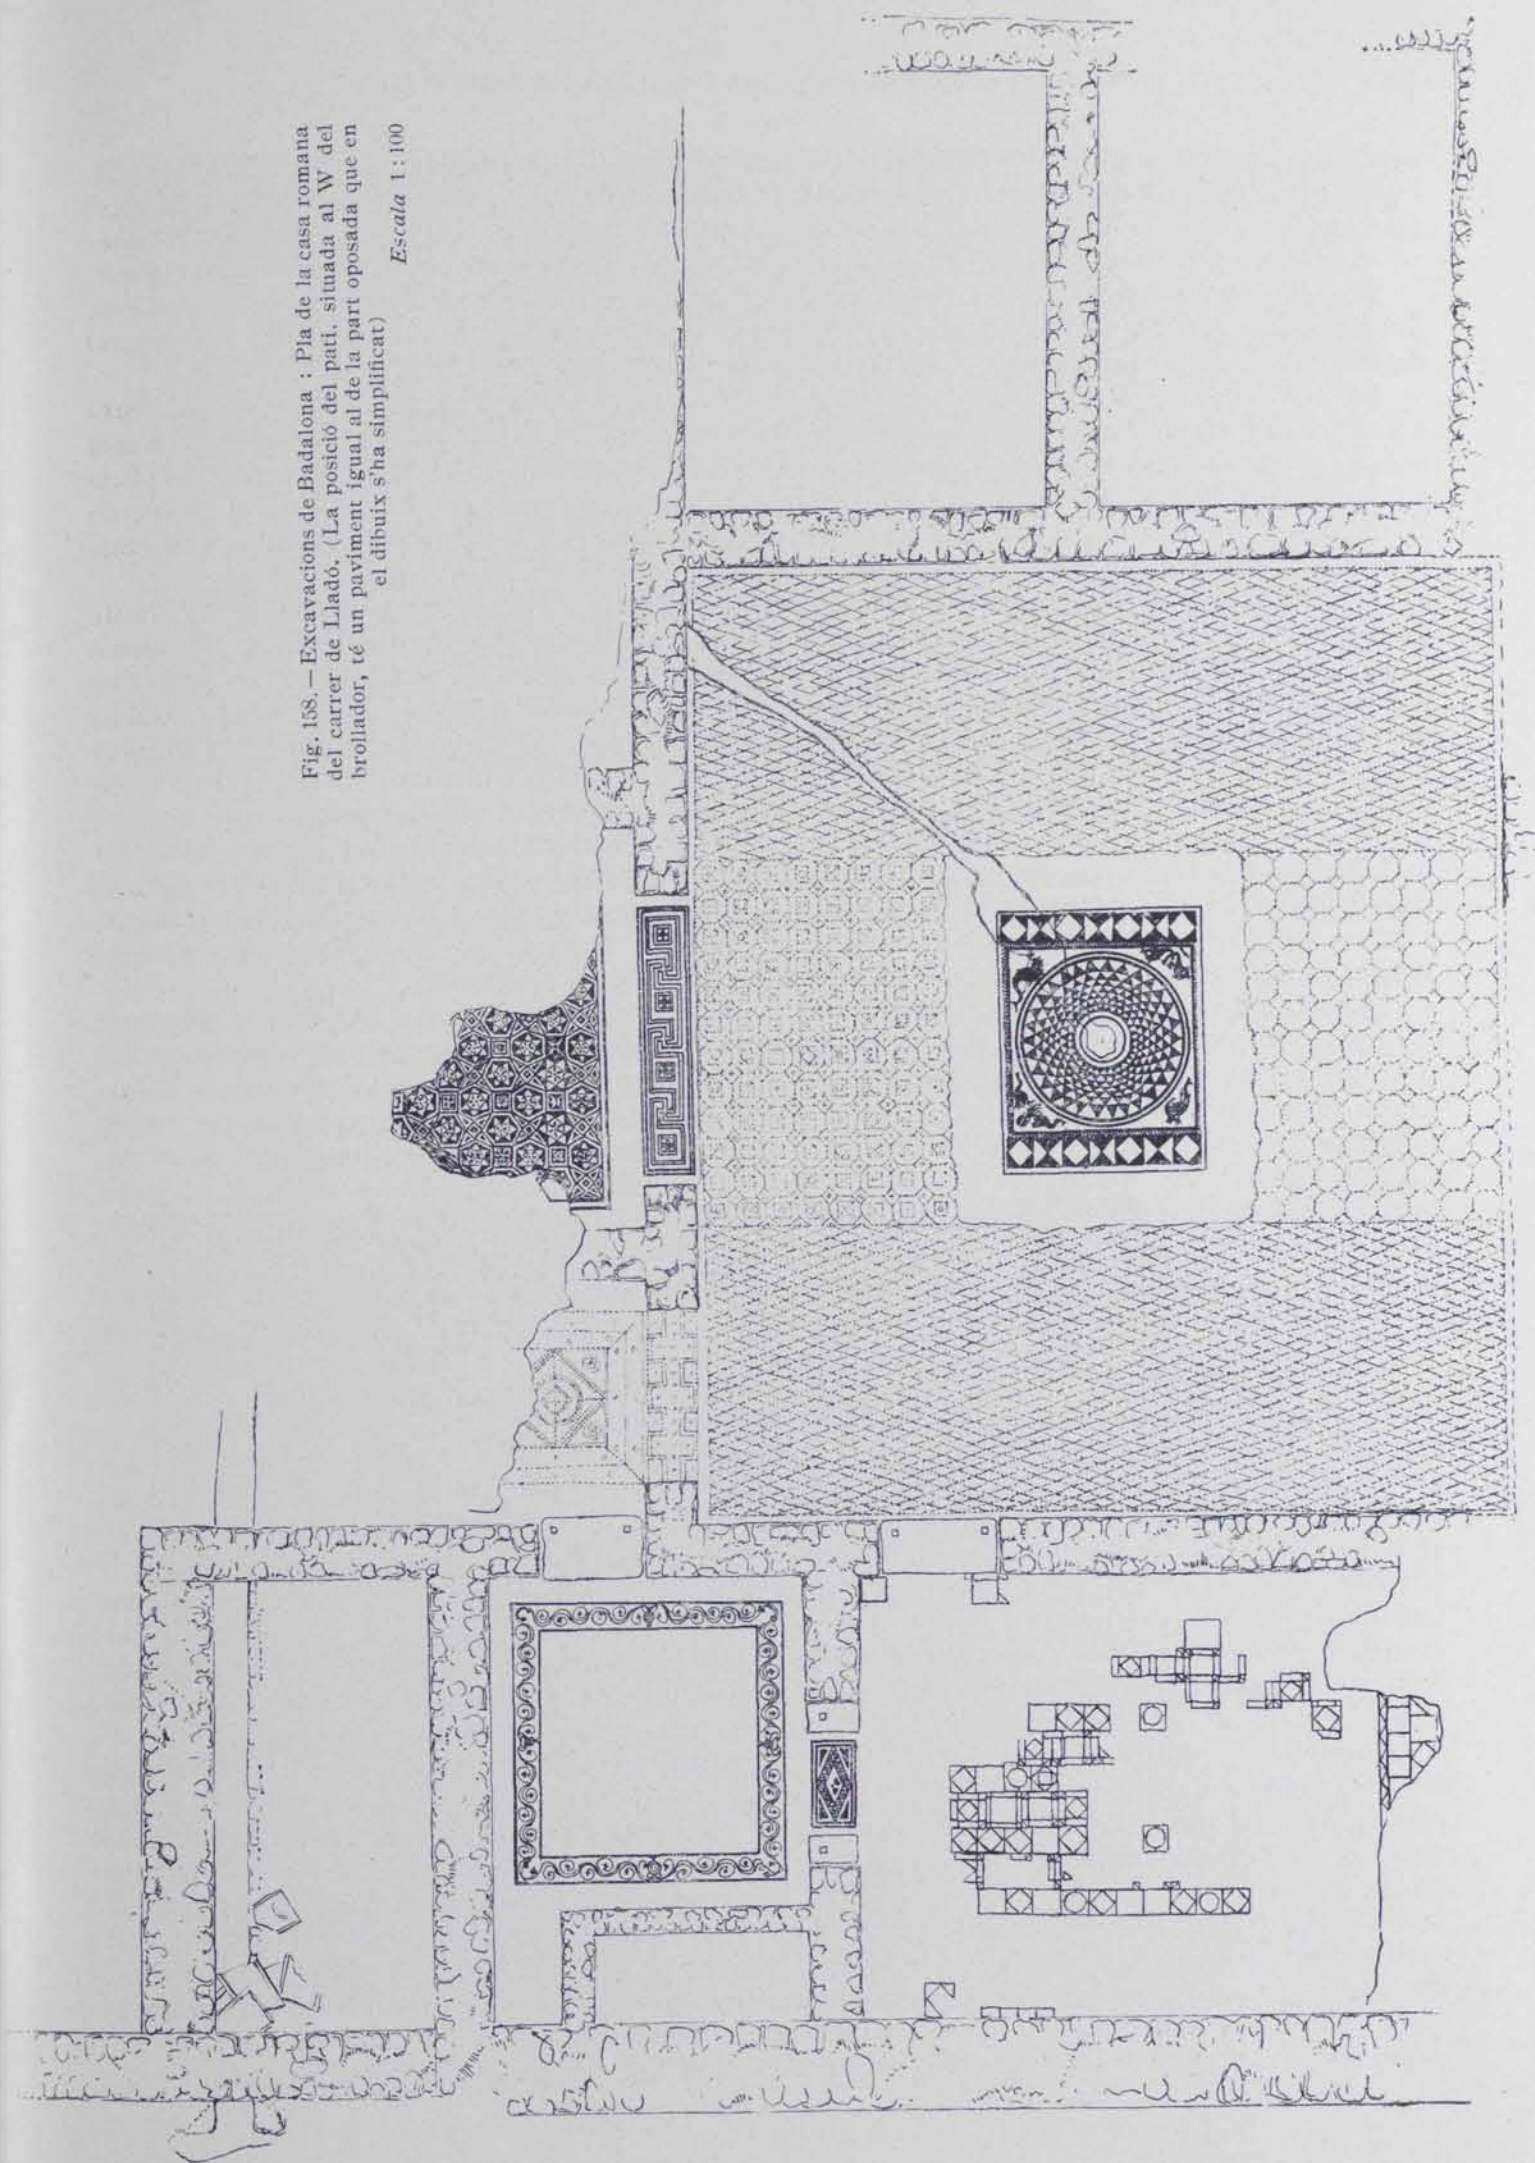 Fig. 158.—Excavacions de Badalona : Pla de la casa romana
del carrer de Lladó. (La posició del pati, situada al W del
brollador, té un paviment igual al de la part oposada que en
el dibuix s'ha simplificat)
Escala 1 : 100